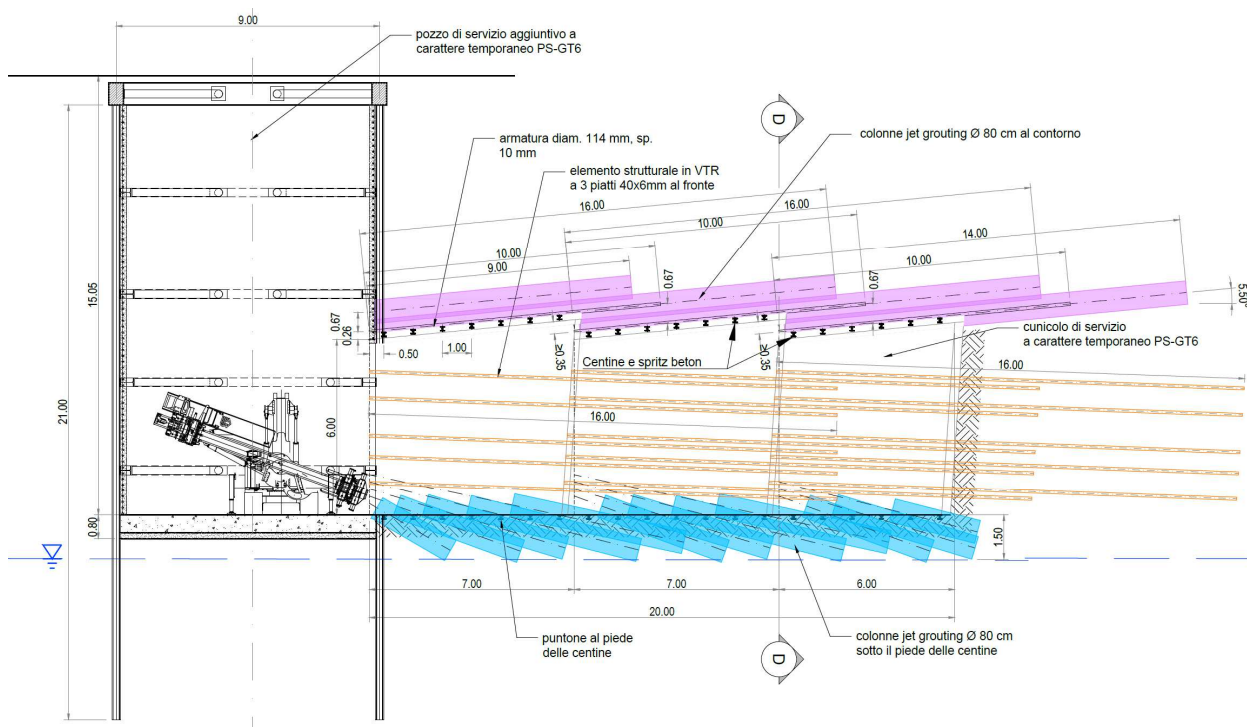 9.00
pozzo di servizio aggiuntivo a
carattere temporaneo PS-GT6
D
armatura diam. 114 mm, sp.
10 mm
colonne jet grouting Ø 80 cm al contorno
elemento strutturale in VTR
a 3 piatti 40x6mm al fronte
16.00
16.00
10.00
14.00
10.00
9.00
10.00
0.67
0.67
5.50°
15.05
0.67
0.26
0.50
1.00
≥0.35
Centine e spritz beton
≥0.35
cunicolo di servizio
a carattere temporaneo PS-GT6
16.00
21.00
6.00
16.00
0.80
1.50
7.00
7.00
6.00
20.00
puntone al piede
delle centine
colonne jet grouting Ø 80 cm
sotto il piede delle centine
D